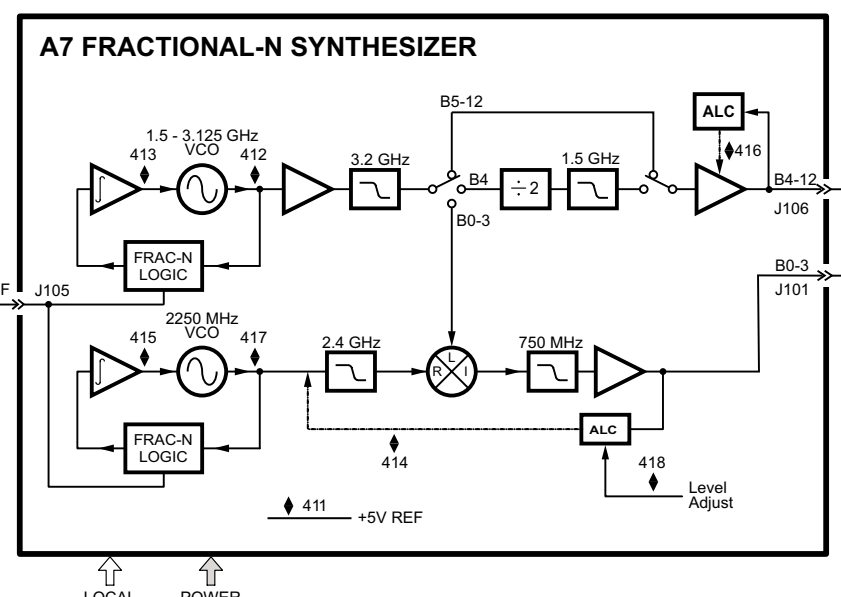 A7 FRACTIONAL-N SYNTHESIZER
B5-12
ALC
1.5 - 3.125 GHz
VCO
413
412
3.2 GHz
1.5 GHz
416
∫
B4
÷2
B4-12
J106
B0-3
FRAC-N
LOGIC
B0-3
J101
F
J105
2250 MHz
VCO
415
417
2.4 GHz
750 MHz
∫
L
R
I
FRAC-N
LOGIC
ALC
414
418
Level
Adjust
411
+5V REF
LOCAL
POWER